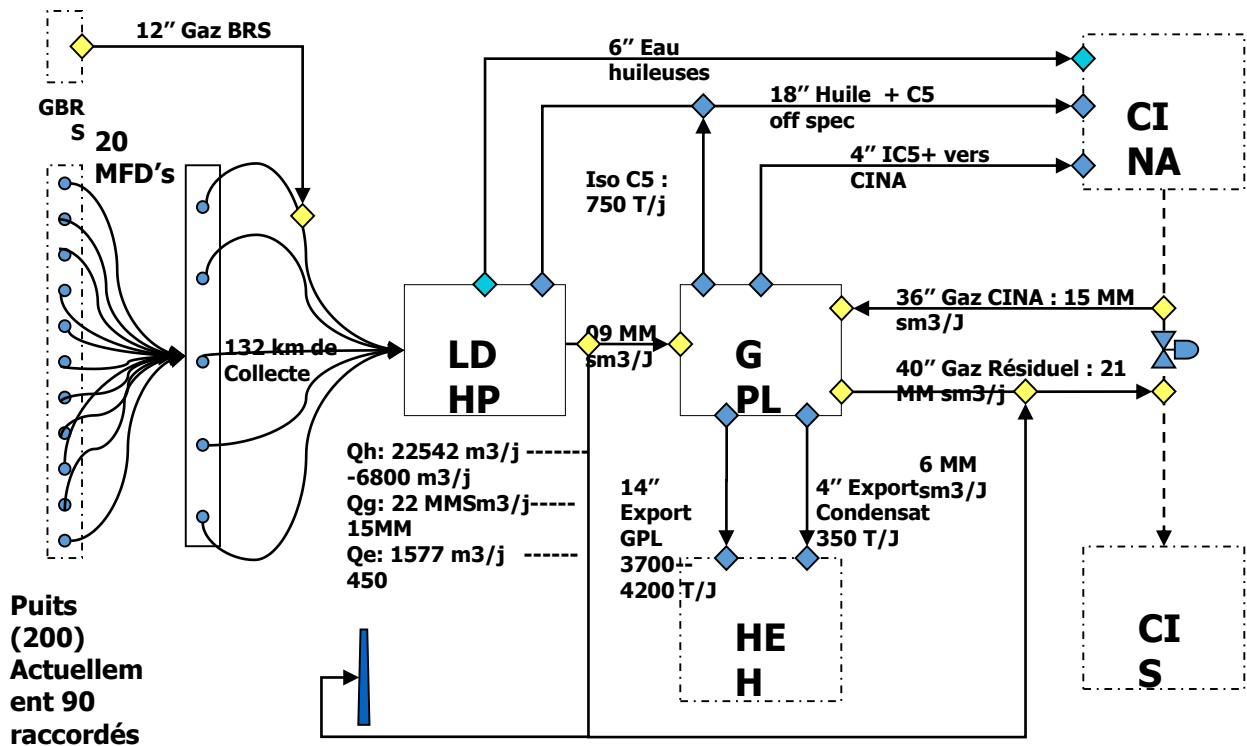 12” Gaz BRS
GBR
S
20
MFD’s
6” Eau
huileuses
18” Huile + C5
off spec
4” IC5+ vers
CINA
CI
NA
Iso C5 :
750 T/j
132 km de
Collecte
LD
HP
09 MM
sm3/J
G
PL
36” Gaz CINA : 15 MM
sm3/J
40” Gaz Résiduel : 21
MM sm3/j
Qh: 22542 m3/j -------
-6800 m3/j
Qg: 22 MMSm3/j-----
15MM
Qe: 1577 m3/j ------
450
14”
Export
GPL
3700--
4200 T/J
4” Export
Condensat
350 T/J
6 MM
sm3/J
HE
H
CI
S
Puits
(200)
Actuellem
ent 90
raccordés